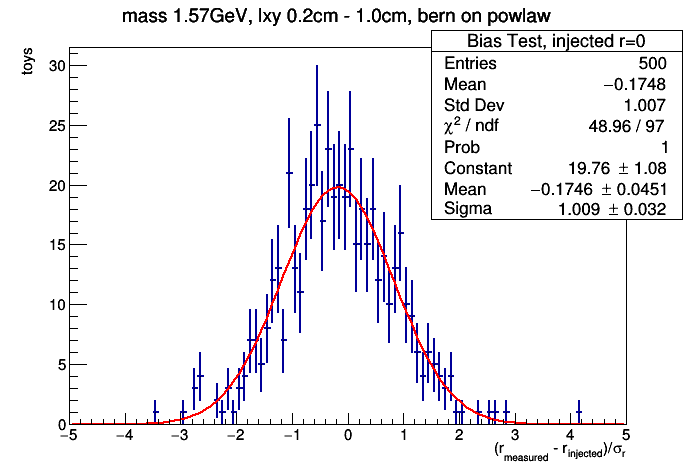 mass 1.57GeV, lxy 0.2cm - 1.0cm, bern on powlaw
Bias Test, injected r=0
Entries 500
Mean −0.1748
Std Dev 1.007
χ² / ndf 48.96 / 97
Prob 1
Constant 19.76 ± 1.08
Mean −0.1746 ± 0.0451
Sigma 1.009 ± 0.032
toys
30
25
20
15
10
5
0
−5 −4 −3 −2 −1 0 1 2 3 4 5
(r_measured - r_injected)/σ_r